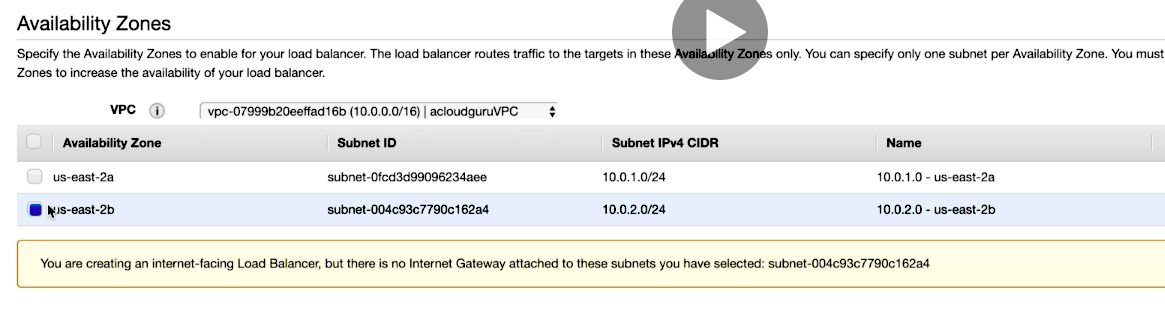 Availability Zones
Specify the Availability Zones to enable for your load balancer. The load balancer routes traffic to the targets in these Availability Zones only. You can specify only one subnet per Availability Zone. You must
Zones to increase the availability of your load balancer.
VPC i vpc-07999b20eeffad16b (10.0.0.0/16) | acloudguruVPC
Availability Zone Subnet ID Subnet IPv4 CIDR Name
us-east-2a subnet-0fcd3d99096234aee 10.0.1.0/24 10.0.1.0 - us-east-2a
us-east-2b subnet-004c93c7790c162a4 10.0.2.0/24 10.0.2.0 - us-east-2b
You are creating an internet-facing Load Balancer, but there is no Internet Gateway attached to these subnets you have selected: subnet-004c93c7790c162a4